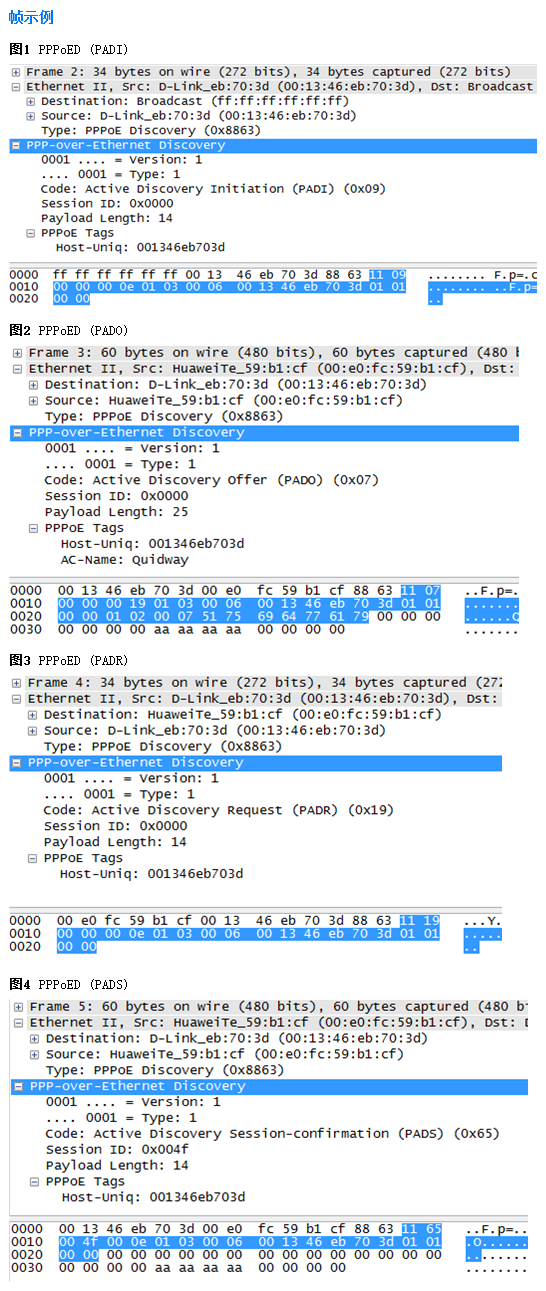 帧示例
图1 PPPoED (PADI)
Frame 2: 34 bytes on wire (272 bits), 34 bytes captured (272 bits)
Ethernet II, Src: D-Link_eb:70:3d (00:13:46:eb:70:3d), Dst: Broadcast
Destination: Broadcast (ff:ff:ff:ff:ff:ff)
Source: D-Link_eb:70:3d (00:13:46:eb:70:3d)
Type: PPPoE Discovery (0x8863)
PPP-over-Ethernet Discovery
0001 .... = Version: 1
.... 0001 = Type: 1
Code: Active Discovery Initiation (PADI) (0x09)
Session ID: 0x0000
Payload Length: 14
PPPoE Tags
Host-Uniq: 001346eb703d
0000 ff ff ff ff ff ff 00 13 46 eb 70 3d 88 63 11 09 ........ F.p=.c
0010 00 00 00 0e 01 03 00 06 00 13 46 eb 70 3d 01 01 ........ ..F.p=
0020 00 00 ..
图2 PPPoED (PADO)
Frame 3: 60 bytes on wire (480 bits), 60 bytes captured (480 b
Ethernet II, Src: HuaweiTe_59:b1:cf (00:e0:fc:59:b1:cf), Dst:
Destination: D-Link_eb:70:3d (00:13:46:eb:70:3d)
Source: HuaweiTe_59:b1:cf (00:e0:fc:59:b1:cf)
Type: PPPoE Discovery (0x8863)
PPP-over-Ethernet Discovery
0001 .... = Version: 1
.... 0001 = Type: 1
Code: Active Discovery Offer (PADO) (0x07)
Session ID: 0x0000
Payload Length: 25
PPPoE Tags
Host-Uniq: 001346eb703d
AC-Name: Quidway
0000 00 13 46 eb 70 3d 00 e0 fc 59 b1 cf 88 63 11 07 ..F.p=.
0010 00 00 00 19 01 03 00 06 00 13 46 eb 70 3d 01 01 .......
0020 00 00 01 02 00 07 51 75 69 64 77 61 79 00 00 00 ......Q
0030 00 00 00 00 aa aa aa aa 00 00 00 00 .......
图3 PPPoED (PADR)
Frame 4: 34 bytes on wire (272 bits), 34 bytes captured (272
Ethernet II, Src: D-Link_eb:70:3d (00:13:46:eb:70:3d), Dst:
Destination: HuaweiTe_59:b1:cf (00:e0:fc:59:b1:cf)
Source: D-Link_eb:70:3d (00:13:46:eb:70:3d)
Type: PPPoE Discovery (0x8863)
PPP-over-Ethernet Discovery
0001 .... = Version: 1
.... 0001 = Type: 1
Code: Active Discovery Request (PADR) (0x19)
Session ID: 0x0000
Payload Length: 14
PPPoE Tags
Host-Uniq: 001346eb703d
0000 00 e0 fc 59 b1 cf 00 13 46 eb 70 3d 88 63 11 19 ...Y.
0010 00 00 00 0e 01 03 00 06 00 13 46 eb 70 3d 01 01 .....
0020 00 00 ..
图4 PPPoED (PADS)
Frame 5: 60 bytes on wire (480 bits), 60 bytes captured (480 b
Ethernet II, Src: HuaweiTe_59:b1:cf (00:e0:fc:59:b1:cf), Dst: D
Destination: D-Link_eb:70:3d (00:13:46:eb:70:3d)
Source: HuaweiTe_59:b1:cf (00:e0:fc:59:b1:cf)
Type: PPPoE Discovery (0x8863)
PPP-over-Ethernet Discovery
0001 .... = Version: 1
.... 0001 = Type: 1
Code: Active Discovery Session-confirmation (PADS) (0x65)
Session ID: 0x004f
Payload Length: 14
PPPoE Tags
Host-Uniq: 001346eb703d
0000 00 13 46 eb 70 3d 00 e0 fc 59 b1 cf 88 63 11 65 ..F.p=..
0010 00 4f 00 0e 01 03 00 06 00 13 46 eb 70 3d 01 01 .O......
0020 00 00 00 00 00 00 00 00 00 00 00 00 00 00 00 00 ........
0030 00 00 00 00 aa aa aa aa 00 00 00 00 ........